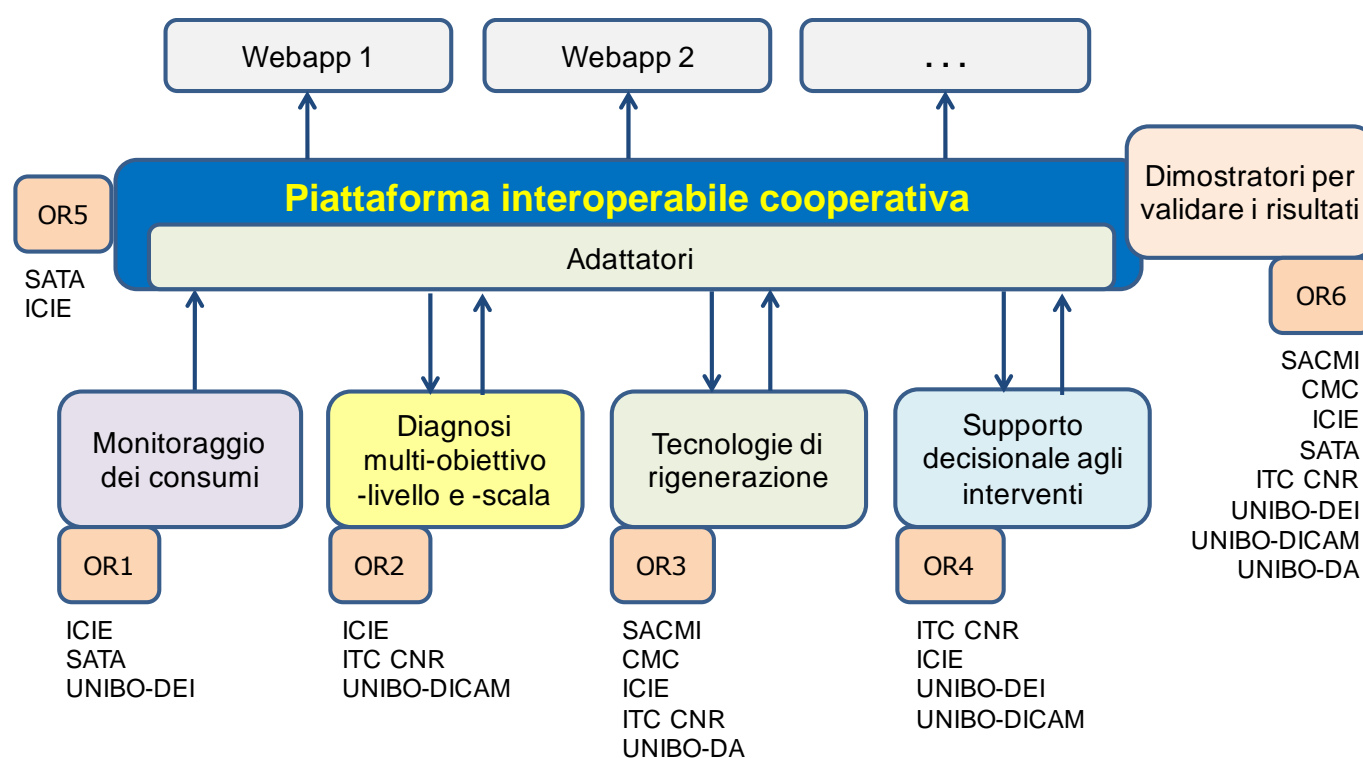 Webapp 1
Webapp 2
. . .
Piattaforma interoperabile cooperativa
Adattatori
OR5
SATA
ICIE
Dimostratori per
validare i risultati
OR6
SACMI
CMC
ICIE
SATA
ITC CNR
UNIBO-DEI
UNIBO-DICAM
UNIBO-DA
Monitoraggio
dei consumi
OR1
ICIE
SATA
UNIBO-DEI
Diagnosi
multi-obiettivo
-livello e -scala
OR2
ICIE
ITC CNR
UNIBO-DICAM
Tecnologie di
rigenerazione
OR3
SACMI
CMC
ICIE
ITC CNR
UNIBO-DA
Supporto
decisionale agli
interventi
OR4
ITC CNR
ICIE
UNIBO-DEI
UNIBO-DICAM